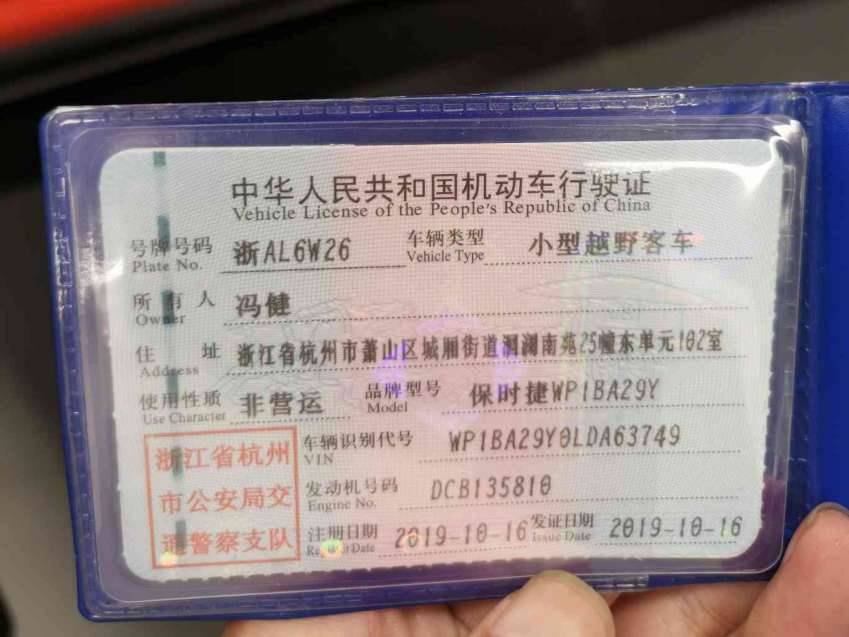 中华人民共和国机动车行驶证
Vehicle License of the People's Republic of China
号牌号码 浙AL6W26 车辆类型 小型越野客车
Plate No. Vehicle Type
所有人 冯健
Owner
住址 浙江省杭州市萧山区城厢街道泂澜南苑25幢东单元102室
Address
使用性质 非营运 品牌型号 保时捷WP1BA29Y
Use Character Model
浙江省杭州
市公安局交
通警察支队
车辆识别代号 WP1BA29Y0LDA63749
VIN
发动机号码 DCB135810
Engine No.
注册日期 2019-10-16 发证日期 2019-10-16
Register Date Issue Date